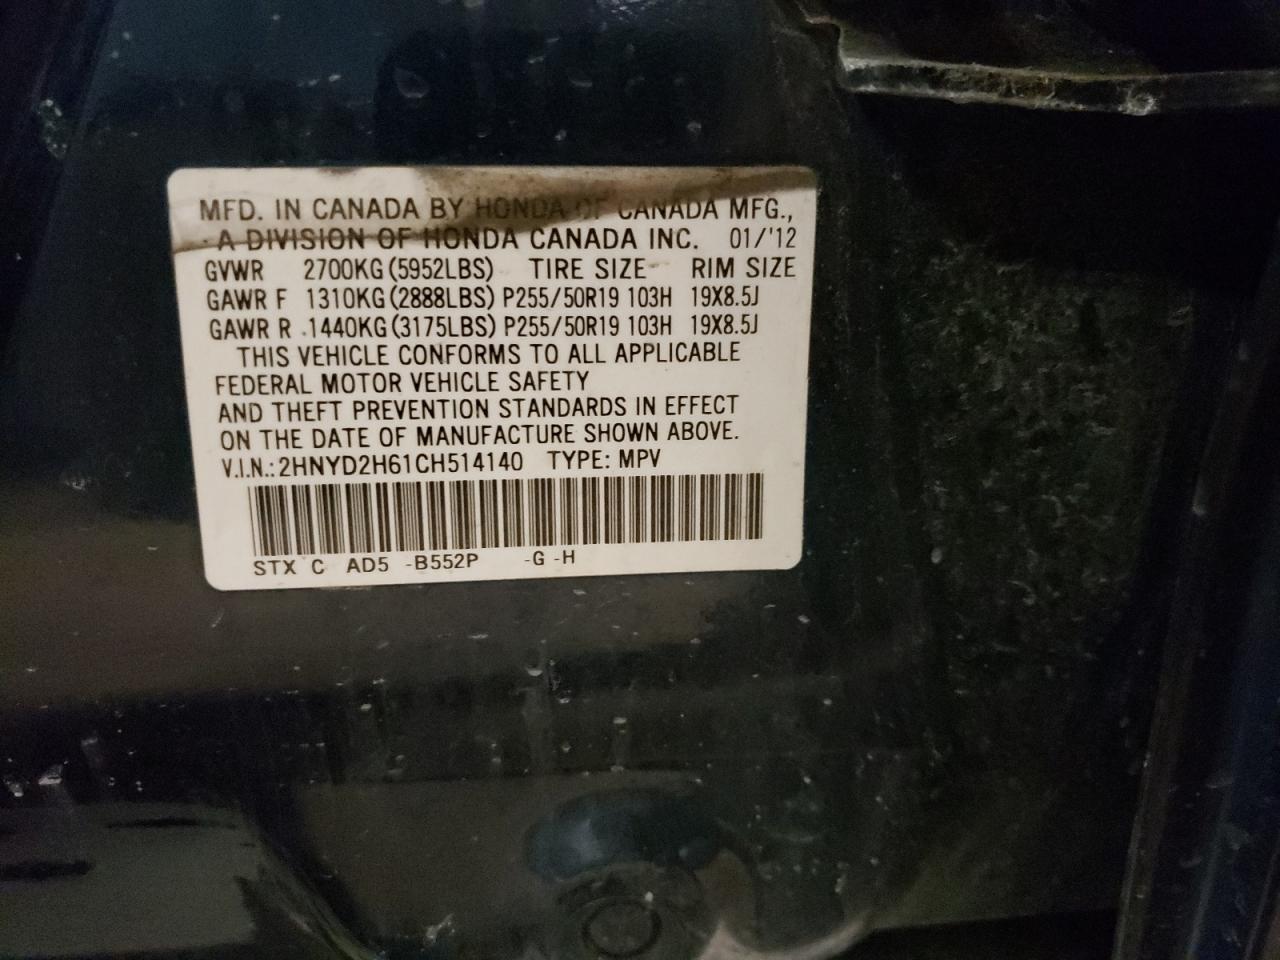 MFD. IN CANADA BY HONDA OF CANADA MFG.,
A DIVISION OF HONDA CANADA INC. 01/'12
GVWR 2700KG(5952LBS) TIRE SIZE RIM SIZE
GAWR F 1310KG(2888LBS) P255/50R19 103H 19X8.5J
GAWR R 1440KG(3175LBS) P255/50R19 103H 19X8.5J
THIS VEHICLE CONFORMS TO ALL APPLICABLE
FEDERAL MOTOR VEHICLE SAFETY
AND THEFT PREVENTION STANDARDS IN EFFECT
ON THE DATE OF MANUFACTURE SHOWN ABOVE.
V.I.N.:2HNYD2H61CH514140 TYPE: MPV
STX C AD5 -B552P -G -H